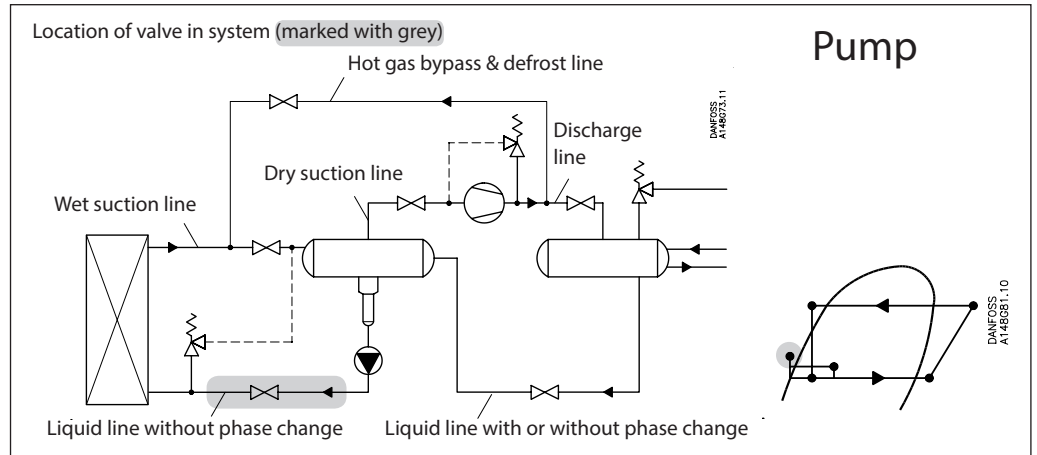 Location of valve in system (marked with grey)
Pump
Hot gas bypass & defrost line
DANFOSS
A148G73.11
Discharge
line
Dry suction line
Wet suction line
DANFOSS
A148G81.10
Liquid line without phase change
Liquid line with or without phase change